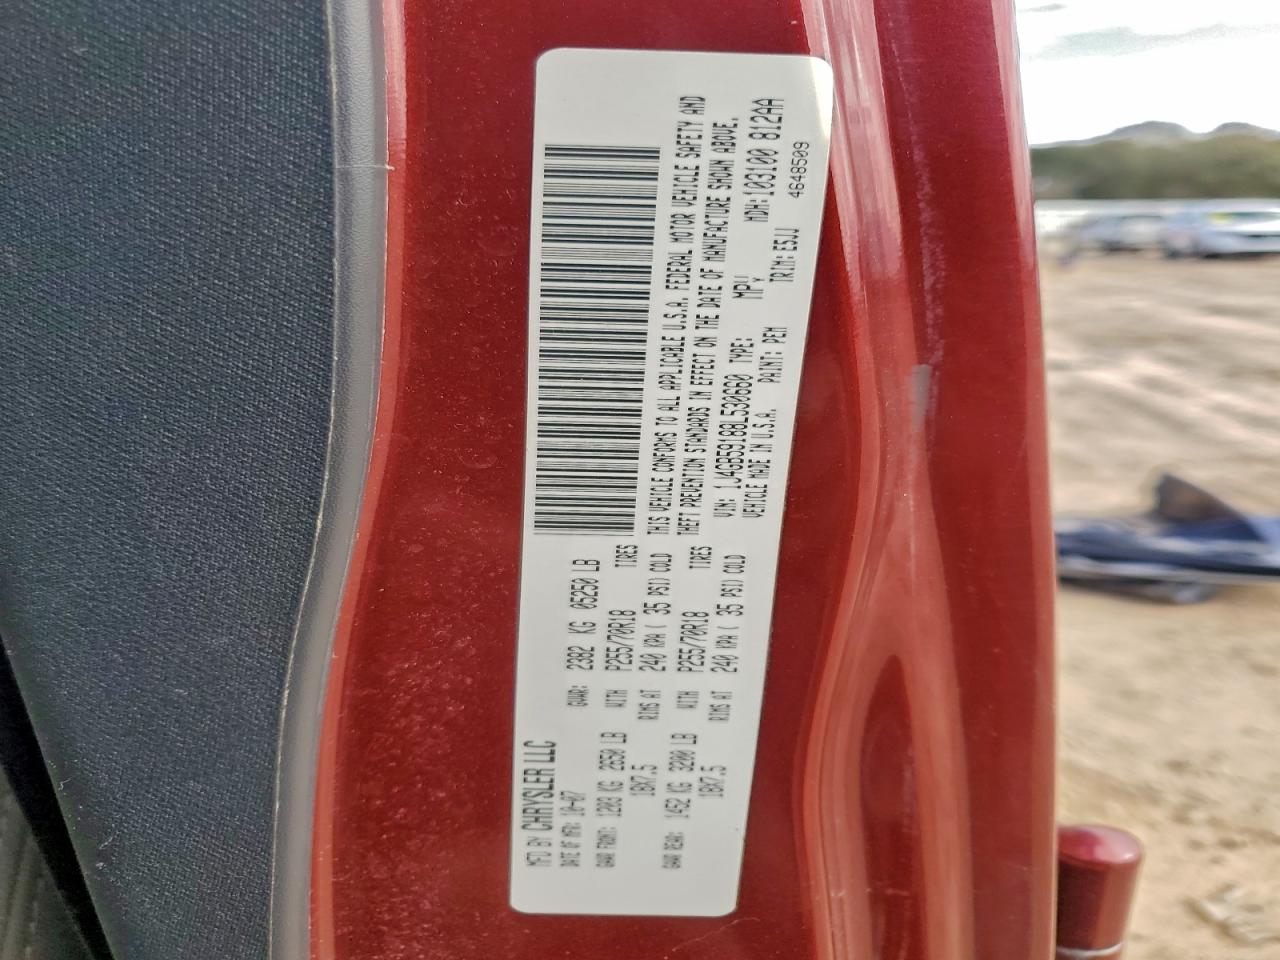 MFD BY CHRYSLER LLC
DATE OF MFR: 10-07 GVWR: 2382 KG 05250 LB
GAWR FRONT: 1203 KG 2650 LB WITH P255/70R18 TIRES
18X7.5 RIMS AT 240 KPA ( 35 PSI) COLD
GAWR REAR: 1452 KG 3200 LB WITH P255/70R18 TIRES
18X7.5 RIMS AT 240 KPA ( 35 PSI) COLD
THIS VEHICLE CONFORMS TO ALL APPLICABLE U.S.A. FEDERAL MOTOR VEHICLE SAFETY AND
THEFT PREVENTION STANDARDS IN EFFECT ON THE DATE OF MANUFACTURE SHOWN ABOVE.
VIN: 1J4GB59188L530660 TYPE: MPV MDH: 103100 812AA
VEHICLE MADE IN U.S.A. PAINT: PEH TRIM: E5JJ
4648509